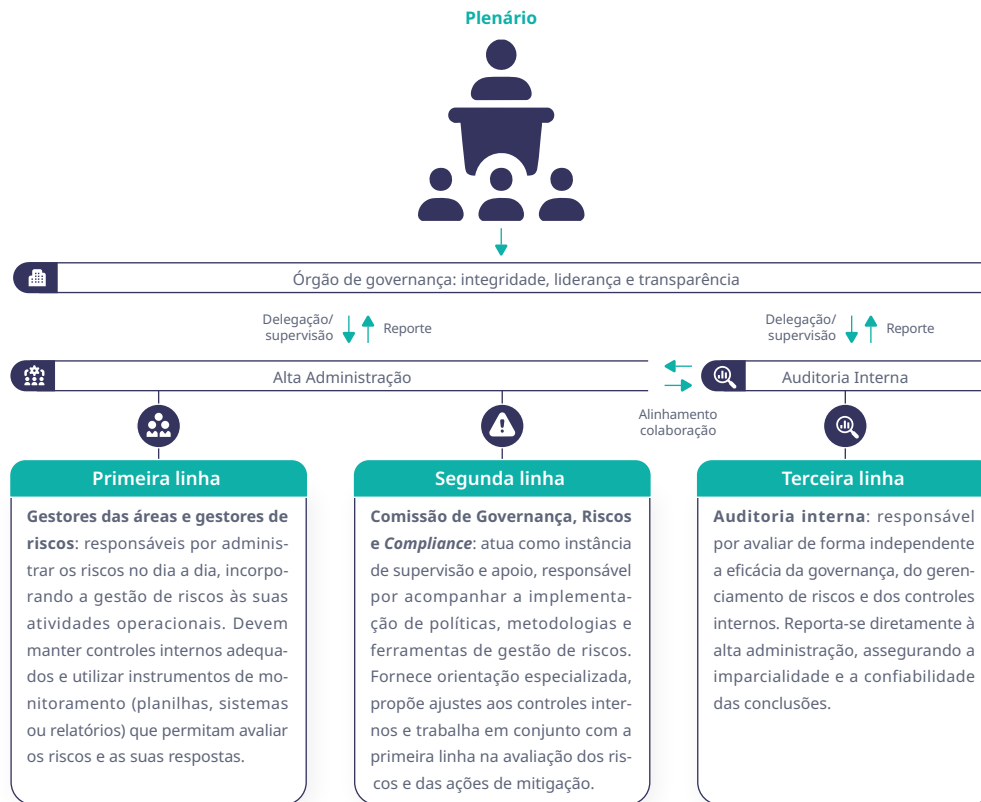 Plenário
Órgão de governança: integridade, liderança e transparência
Delegação/
supervisão
Reporte
Delegação/
supervisão
Reporte
Alta Administração
Auditoria Interna
Alinhamento
colaboração
Primeira linha
Gestores das áreas e gestores de
riscos: responsáveis por adminis-
trar os riscos no dia a dia, incorpo-
rando a gestão de riscos às suas
atividades operacionais. Devem
manter controles internos adequa-
dos e utilizar instrumentos de mo-
nitoramento (planilhas, sistemas
ou relatórios) que permitam avaliar
os riscos e as suas respostas.
Segunda linha
Comissão de Governança, Riscos
e Compliance: atua como instância
de supervisão e apoio, responsável
por acompanhar a implementa-
ção de políticas, metodologias e
ferramentas de gestão de riscos.
Fornece orientação especializada,
propõe ajustes aos controles inter-
nos e trabalha em conjunto com a
primeira linha na avaliação dos ris-
cos e das ações de mitigação.
Terceira linha
Auditoria interna: responsável
por avaliar de forma independente
a eficácia da governança, do geren-
ciamento de riscos e dos controles
internos. Reporta-se diretamente à
alta administração, assegurando a
imparcialidade e a confiabilidade
das conclusões.